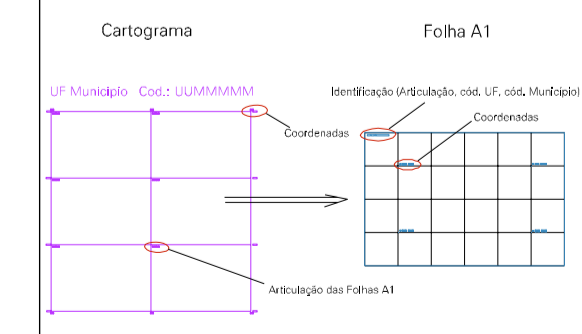 Cartograma
Folha A1
UF Municipio Cod.: UUMMMMM
Identificação (Articulação, cód. UF, cód. Município)
Coordenadas
Coordenadas
Articulação das Folhas A1